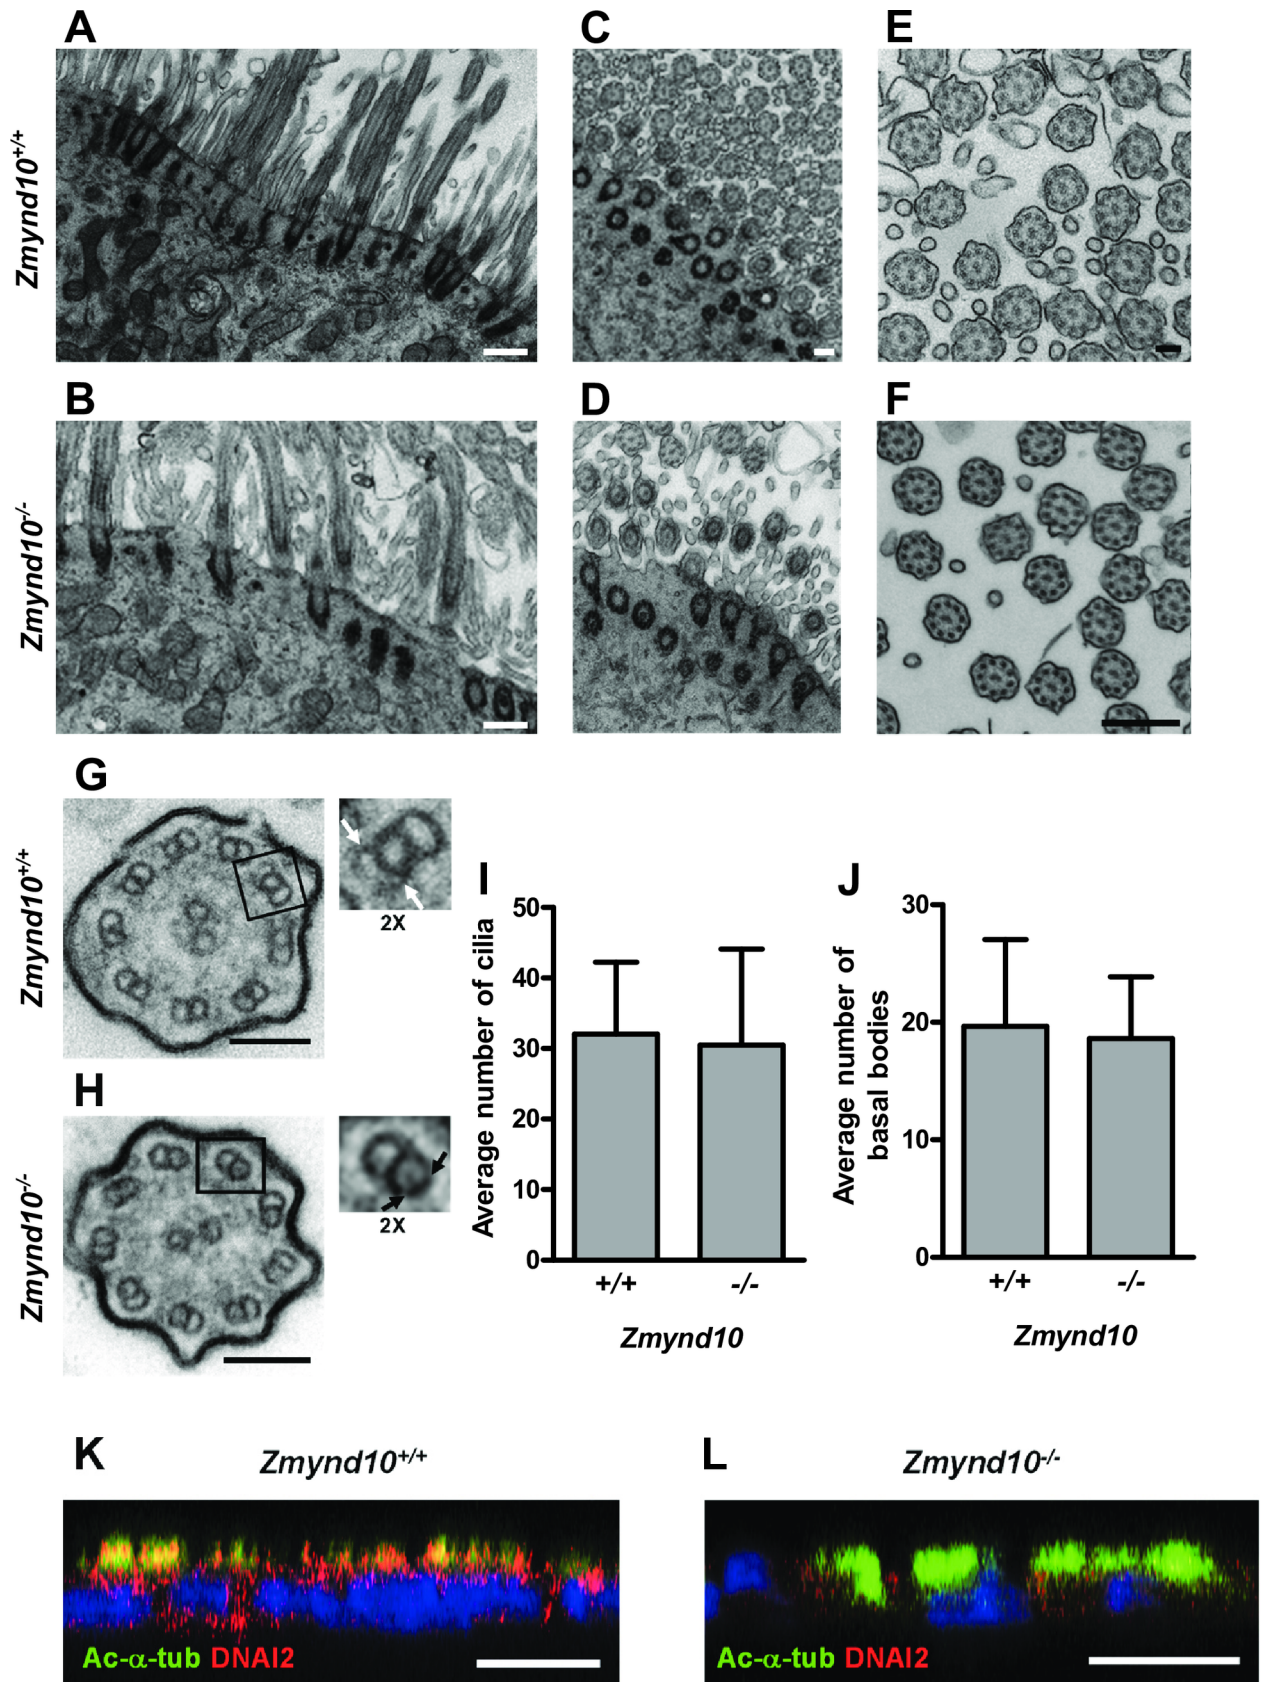 A
C
E
Zmynd10+/+
B
D
F
Zmynd10-/-
G
Zmynd10+/+
2X
H
Zmynd10-/-
2X
I
Average number of cilia
50
40
30
20
10
0
+/+
-/-
Zmynd10
J
Average number of
basal bodies
30
20
10
0
+/+
-/-
Zmynd10
K
Zmynd10+/+
Ac-α-tub DNAI2
L
Zmynd10-/-
Ac-α-tub DNAI2